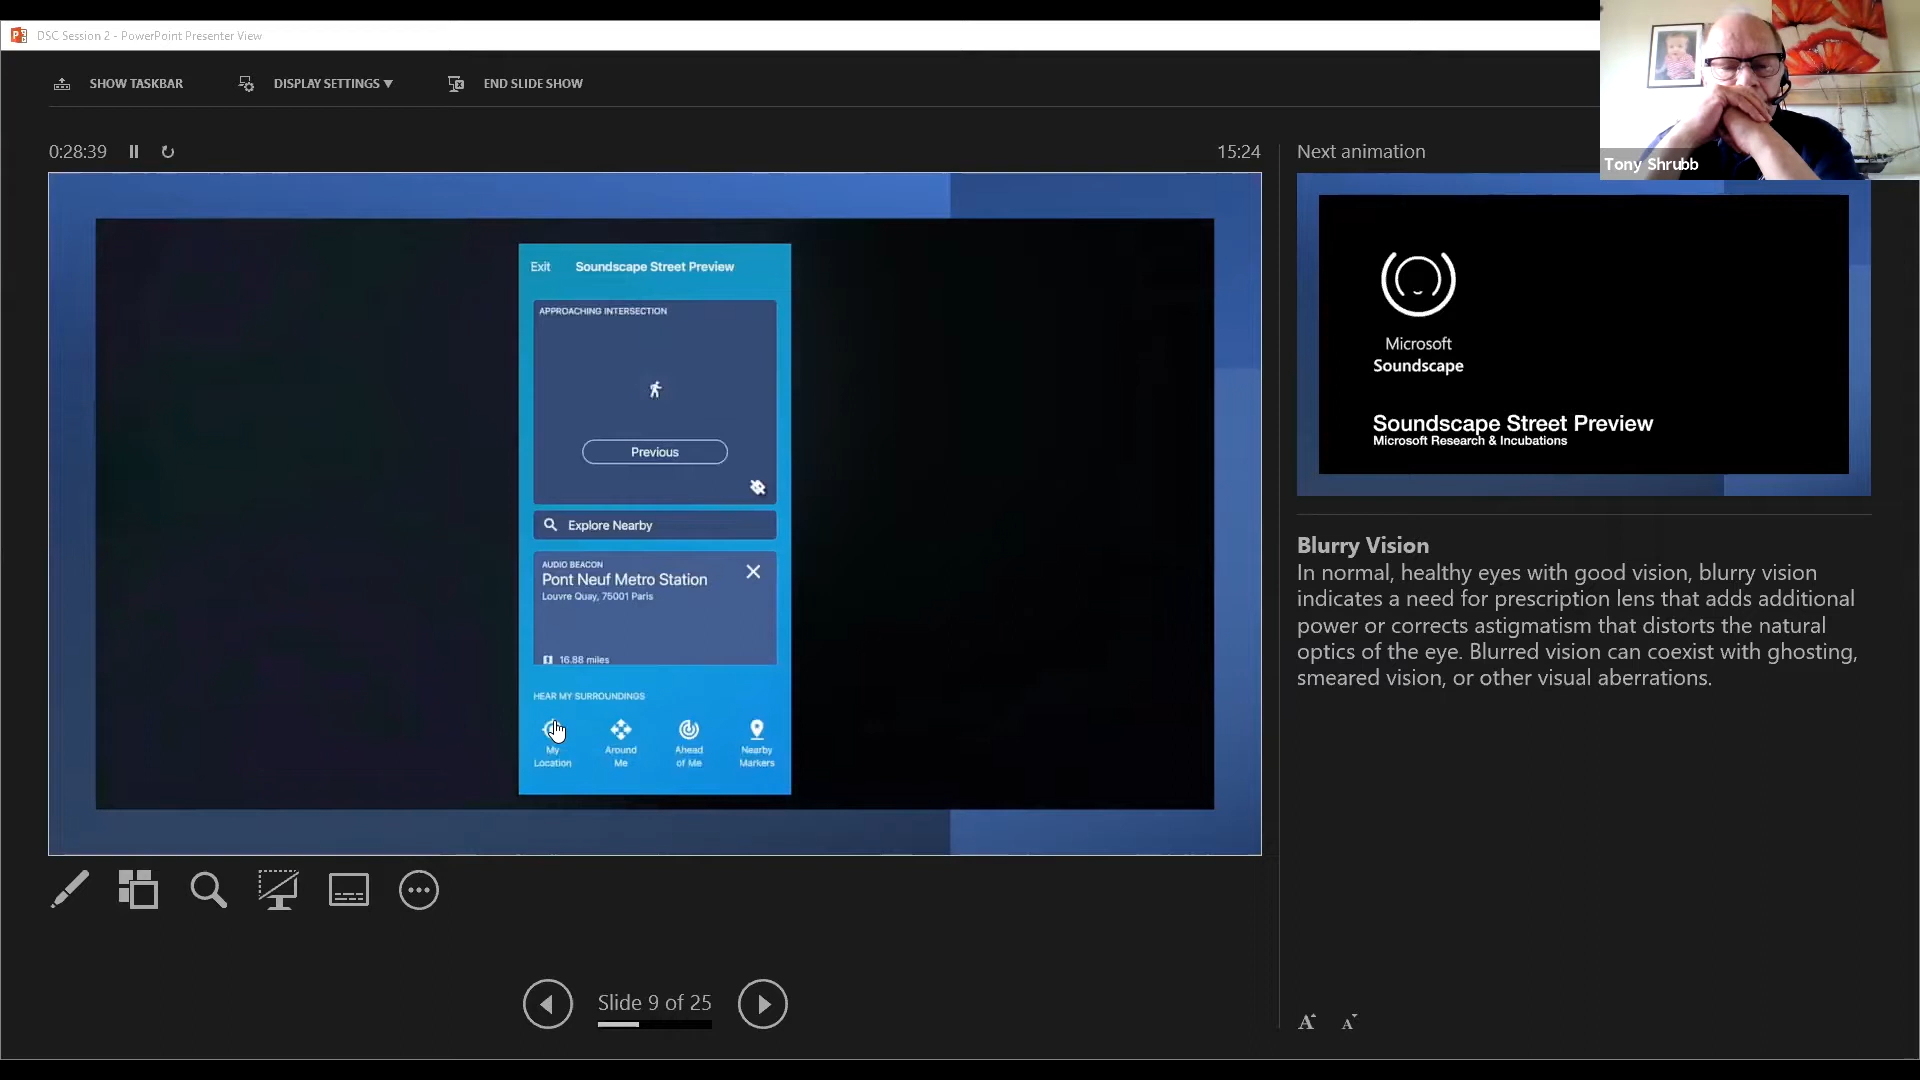 DSC Session 2 - PowerPoint Presenter View
SHOW TASKBAR
DISPLAY SETTINGS
END SLIDE SHOW
Tony Shrubb
0:28:39
15:24
Next animation
Exit
Soundscape Street Preview
APPROACHING INTERSECTION
Previous
Explore Nearby
AUDIO BEACON
Pont Neuf Metro Station
Louvre Quay, 75001 Paris
16.88 miles
HEAR MY SURROUNDINGS
My
Location
Around
Me
Ahead
of Me
Nearby
Markers
Microsoft
Soundscape
Soundscape Street Preview
Microsoft Research & Incubations
Blurry Vision
In normal, healthy eyes with good vision, blurry vision
indicates a need for prescription lens that adds additional
power or corrects astigmatism that distorts the natural
optics of the eye. Blurred vision can coexist with ghosting,
smeared vision, or other visual aberrations.
Slide 9 of 25
A A